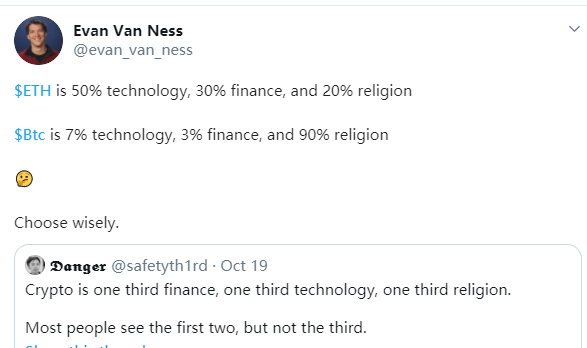 Evan Van Ness
@evan_van_ness
$ETH is 50% technology, 30% finance, and 20% religion
$Btc is 7% technology, 3% finance, and 90% religion
🤔
Choose wisely.
Danger @safetyth1rd · Oct 19
Crypto is one third finance, one third technology, one third religion.
Most people see the first two, but not the third.